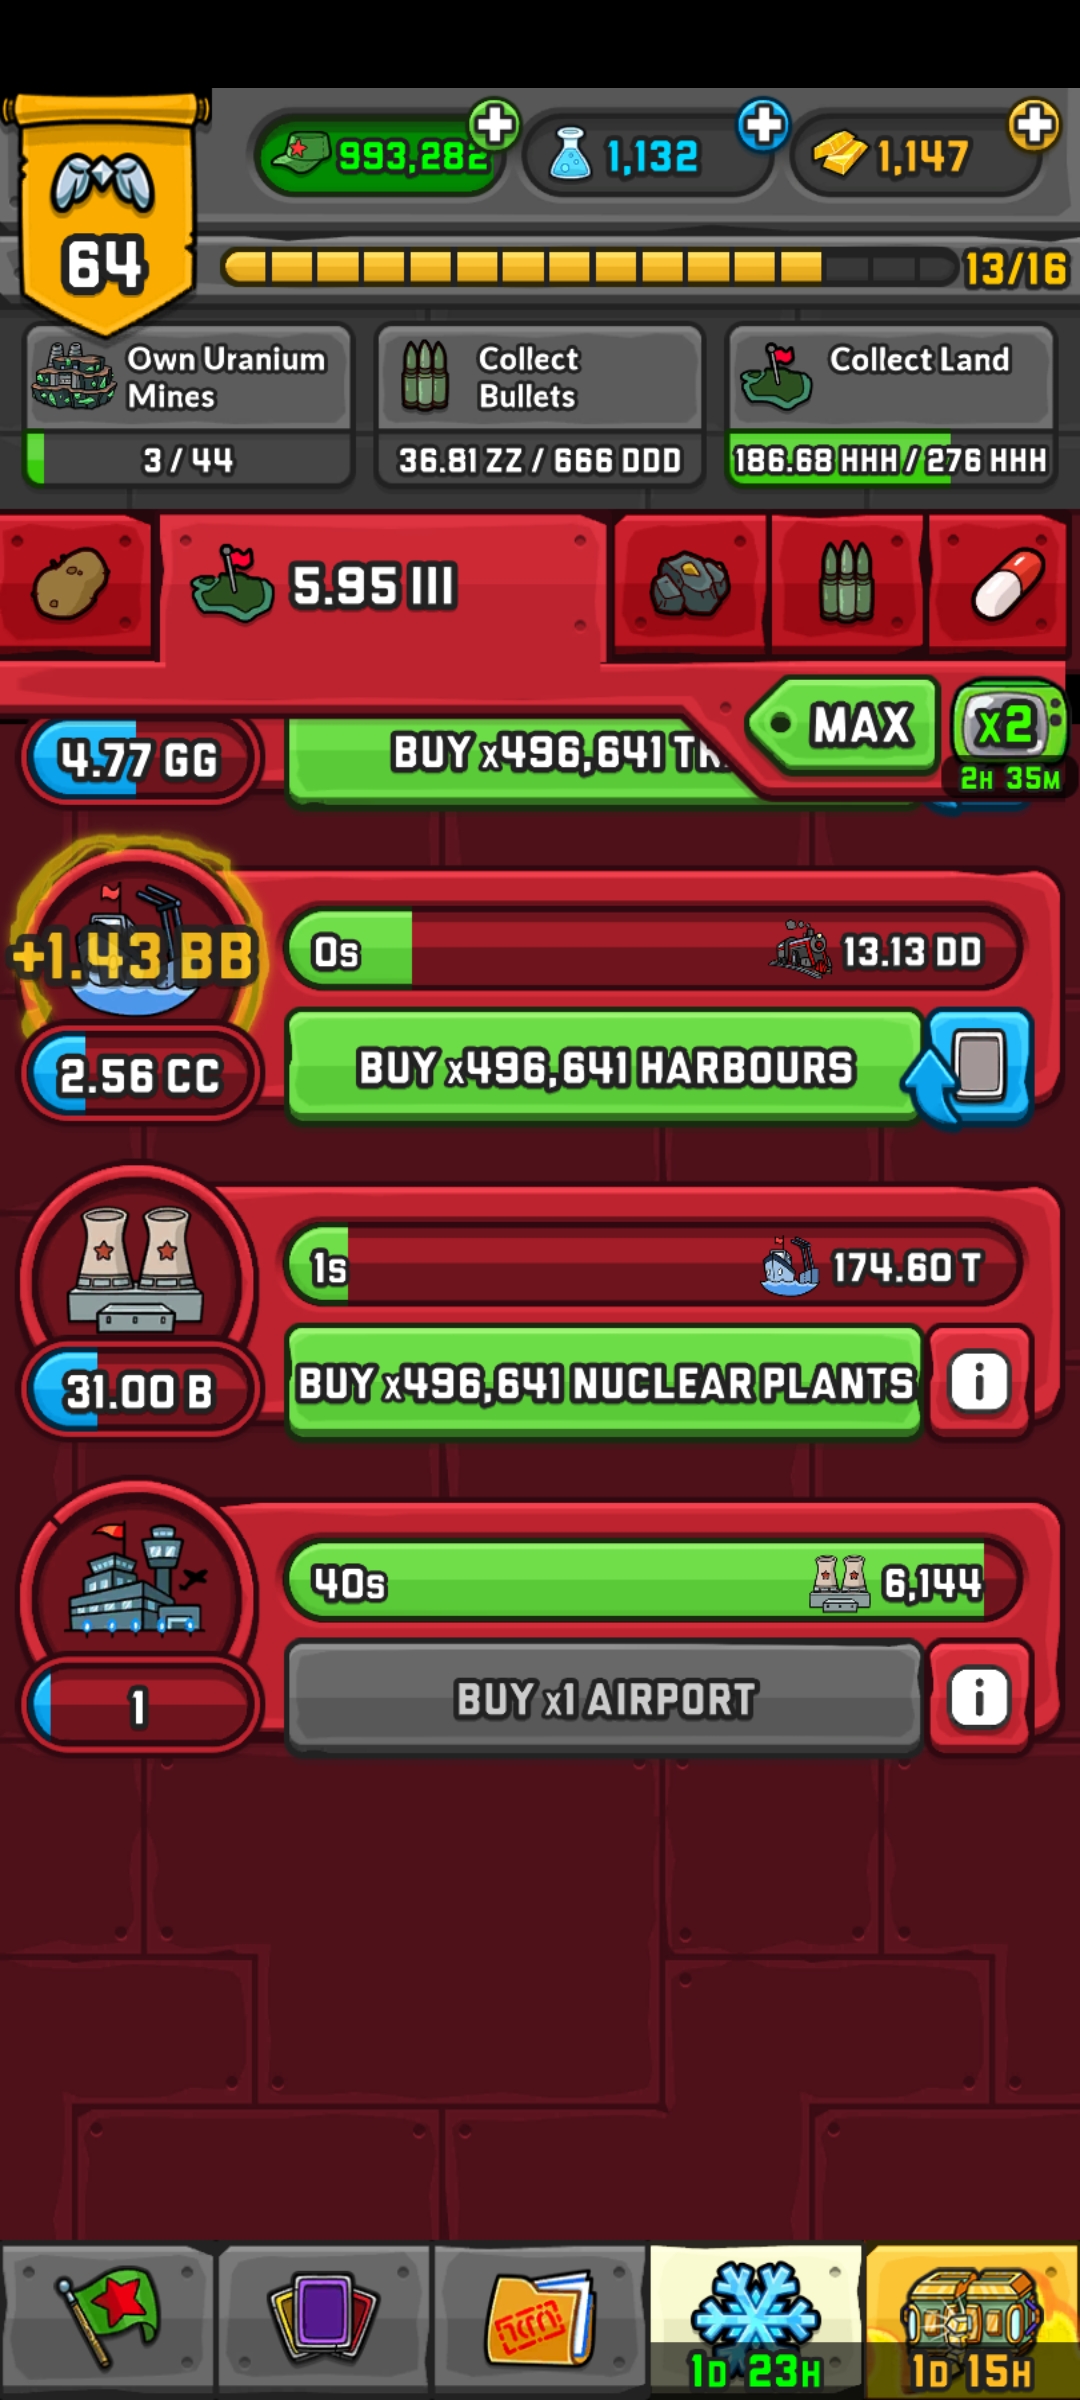 993,282
1,132
1,147
64
13/16
Own Uranium
Mines
3 / 44
Collect
Bullets
36.81 ZZ / 666 DDD
Collect Land
186.68 HHH / 276 HHH
5.95 III
MAX
x2
2H 35M
4.77 GG
BUY x496,641 TR
+1.43 BB
0s
13.13 DD
2.56 CC
BUY x496,641 HARBOURS
1s
174.60 T
31.00 B
BUY x496,641 NUCLEAR PLANTS
i
40s
6,144
1
BUY x1 AIRPORT
i
1D 23H
1D 15H